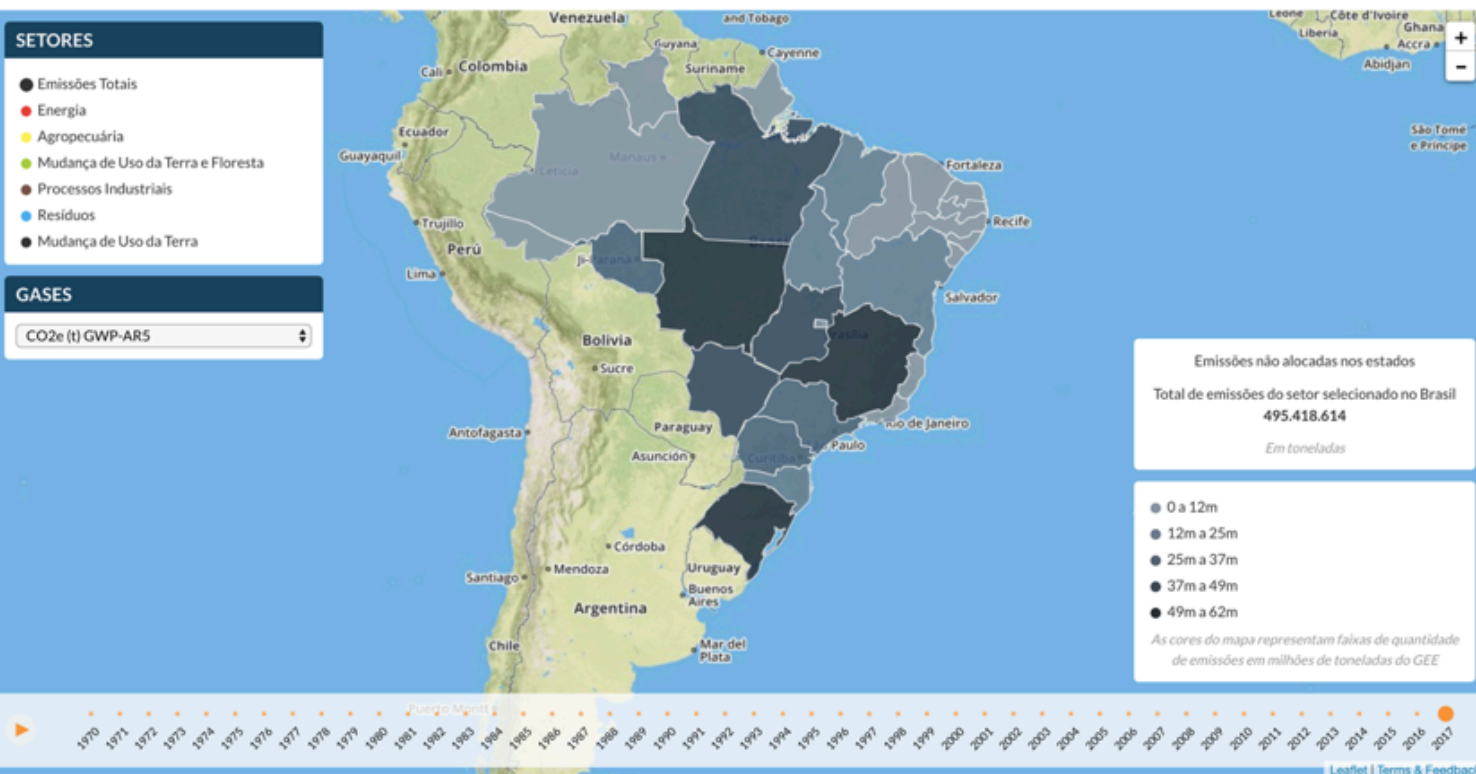 SETORES
Emissões Totais
Energia
Agropecuária
Mudança de Uso da Terra e Floresta
Processos Industriais
Resíduos
Mudança de Uso da Terra
GASES
CO2e (t) GWP-AR5
Venezuela
and Tobago
Guyana
Cayenne
Suriname
Cali
Colombia
Ecuador
Guayaquil
Manaus
Leticia
Fortaleza
Trujillo
Recife
Perú
Ji-Paraná
Lima
Salvador
Bolivia
Brasília
Sucre
Antofagasta
Paraguay
Rio de Janeiro
Paulo
Asunción
Curitiba
Córdoba
Santiago
Mendoza
Uruguay
Buenos
Aires
Argentina
Chile
Mar del
Plata
Puerto Montt
Leone
Côte d'Ivoire
Liberia
Ghana
Accra
Abidjan
São Tomé
e Príncipe
+
−
Emissões não alocadas nos estados
Total de emissões do setor selecionado no Brasil
495.418.614
Em toneladas
0 a 12m
12m a 25m
25m a 37m
37m a 49m
49m a 62m
As cores do mapa representam faixas de quantidade
de emissões em milhões de toneladas do GEE
1970 1971 1972 1973 1974 1975 1976 1977 1978 1979 1980 1981 1982 1983 1984 1985 1986 1987 1988 1989 1990 1991 1992 1993 1994 1995 1996 1997 1998 1999 2000 2001 2002 2003 2004 2005 2006 2007 2008 2009 2010 2011 2012 2013 2014 2015 2016 2017
Leaflet | Terms & Feedback